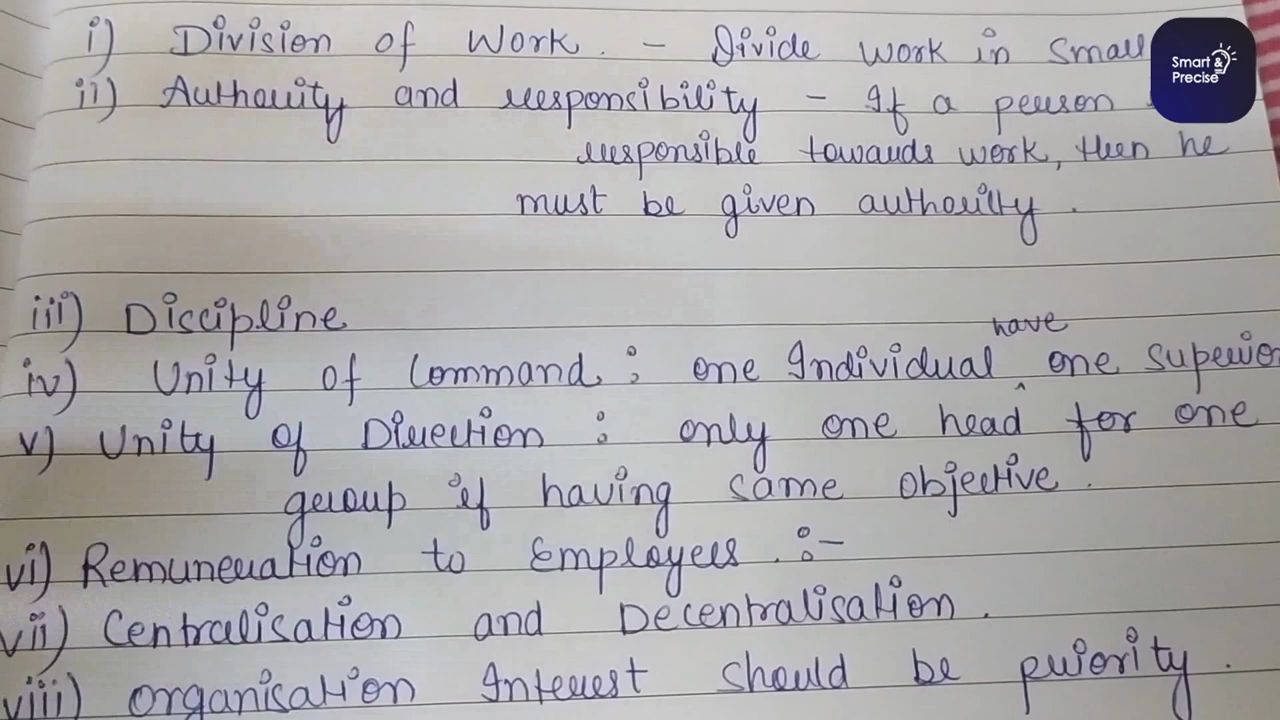 i) Division of Work. - Divide work in small
Smart &
Precise
ii) Authority and responsibility - If a person
responsible towards work, then he
must be given authority.
iii) Discipline
have
iv) Unity of Command : one Individual ^ one superior
v) Unity of Direction : only one head for one
group if having same objective.
vi) Remuneration to Employees. :-
vii) Centralisation and Decentralisation.
viii) Organisation Interest should be priority.